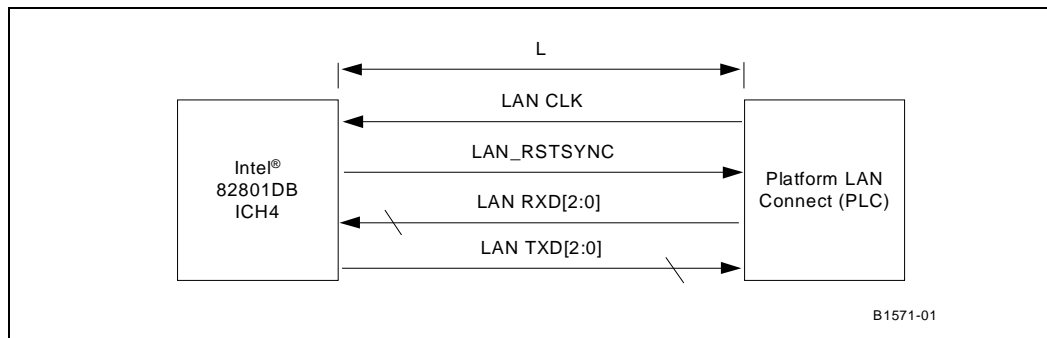 L
LAN CLK
LAN_RSTSYNC
LAN RXD[2:0]
LAN TXD[2:0]
Intel®
82801DB
ICH4
Platform LAN
Connect (PLC)
B1571-01